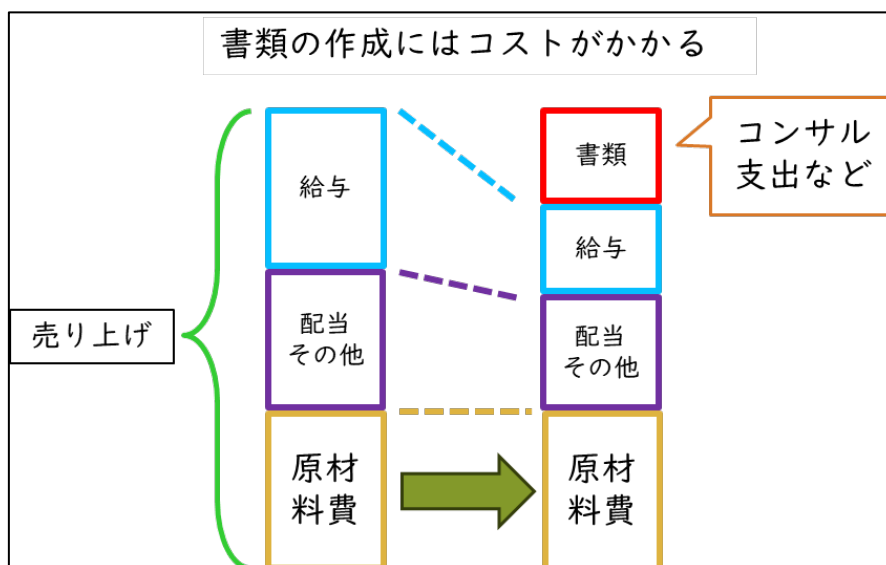 書類の作成にはコストがかかる
売り上げ
給与
配当
その他
原材
料費
書類
給与
配当
その他
原材
料費
コンサル
支出など